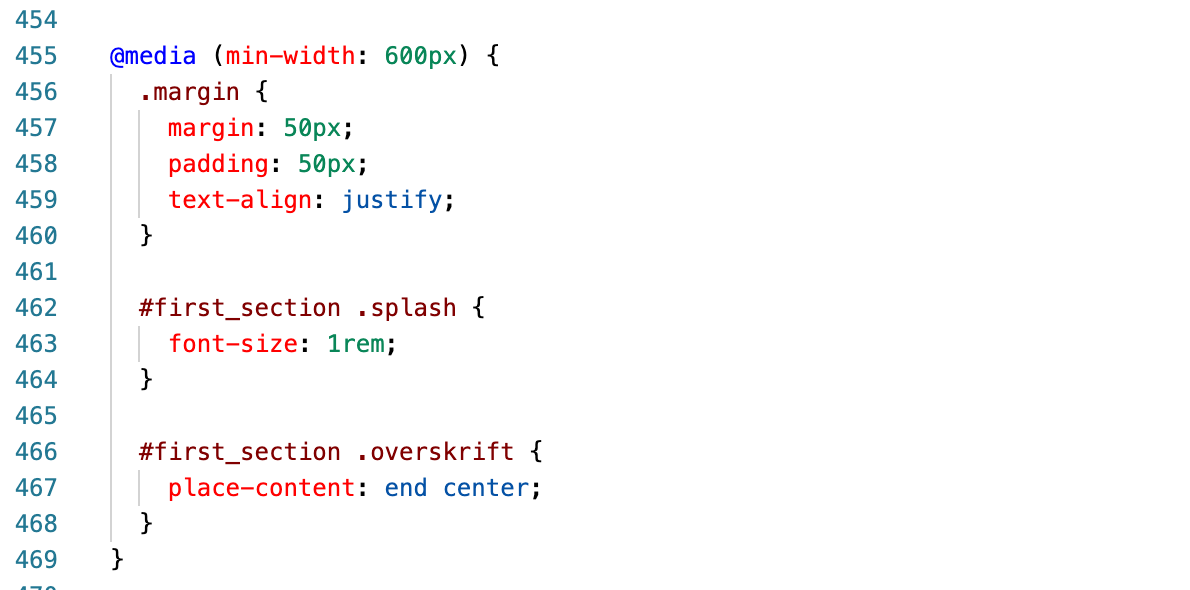 454
455 @media (min-width: 600px) {
456 .margin {
457 margin: 50px;
458 padding: 50px;
459 text-align: justify;
460 }
461
462 #first_section .splash {
463 font-size: 1rem;
464 }
465
466 #first_section .overskrift {
467 place-content: end center;
468 }
469 }